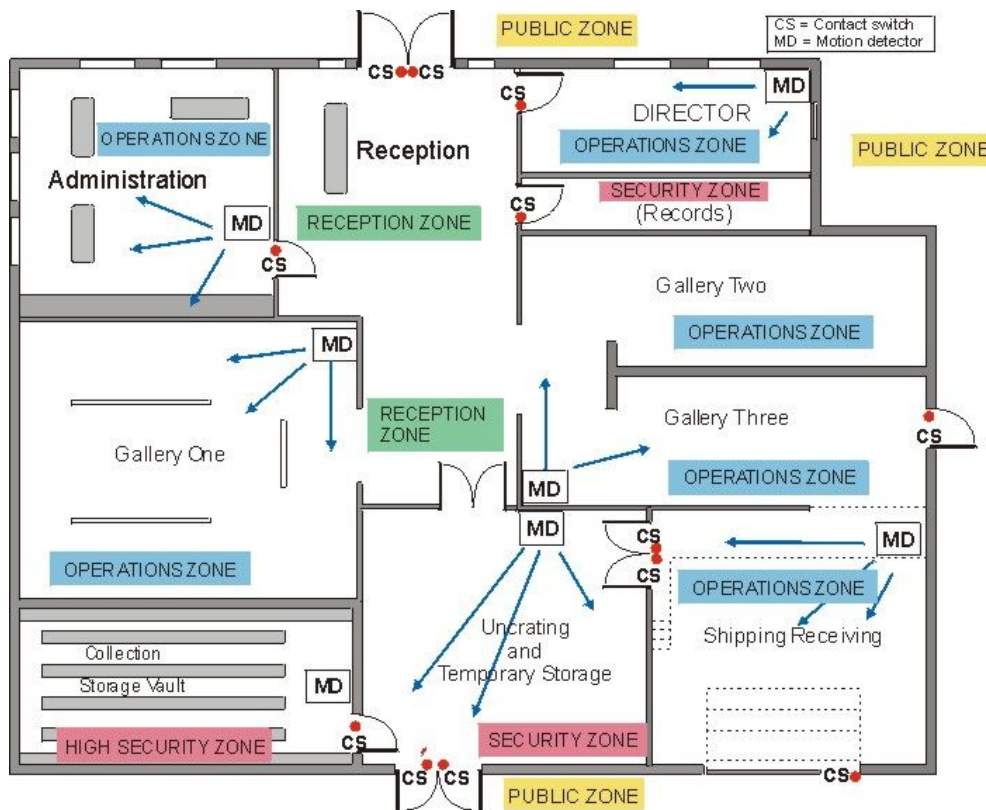 PUBLIC ZONE
CS = Contact switch
MD = Motion detector
CS CS
CS
MD
DIRECTOR
OPERATIONS ZONE
PUBLIC ZONE
OPERATIONS ZONE
Reception
Administration
SECURITY ZONE
(Records)
CS
MD
RECEPTION ZONE
CS
Gallery Two
OPERATIONS ZONE
MD
RECEPTION
ZONE
Gallery Three
CS
Gallery One
OPERATIONS ZONE
MD
MD
CS
CS
MD
OPERATIONS ZONE
OPERATIONS ZONE
Uncrating
and
Temporary Storage
Shipping Receiving
Collection
Storage Vault
MD
HIGH SECURITY ZONE
CS
SECURITY ZONE
CS CS
CS
PUBLIC ZONE